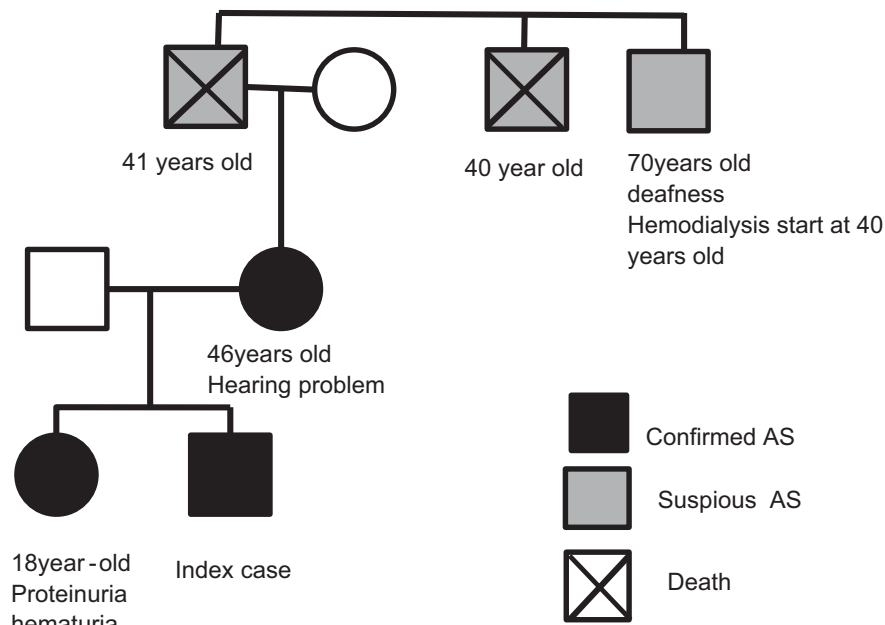 41 years old
40 year old
70years old
deafness
Hemodialysis start at 40
years old
46years old
Hearing problem
Confirmed AS
Suspious AS
Death
18year-old
Proteinuria
hematuria
Index case